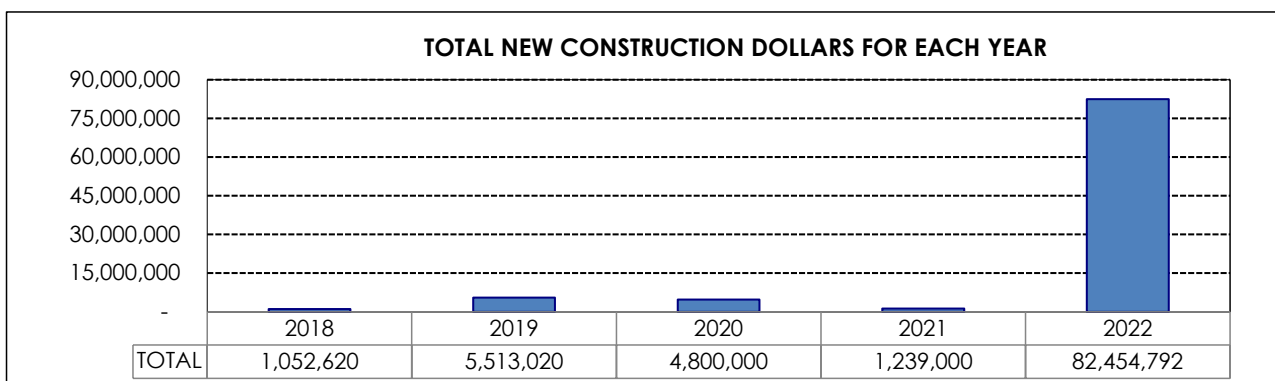 TOTAL NEW CONSTRUCTION DOLLARS FOR EACH YEAR
90,000,000
75,000,000
60,000,000
45,000,000
30,000,000
15,000,000
-
2018 2019 2020 2021 2022
TOTAL 1,052,620 5,513,020 4,800,000 1,239,000 82,454,792